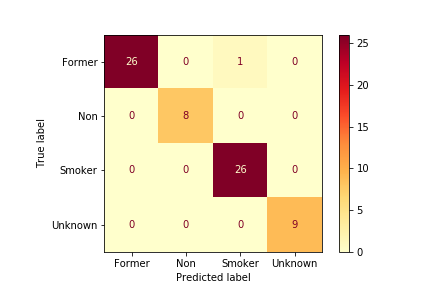 Former 26 0 1 0
Non 0 8 0 0
Smoker 0 0 26 0
Unknown 0 0 0 9
Former Non Smoker Unknown
Predicted label
True label
25
20
15
10
5
0